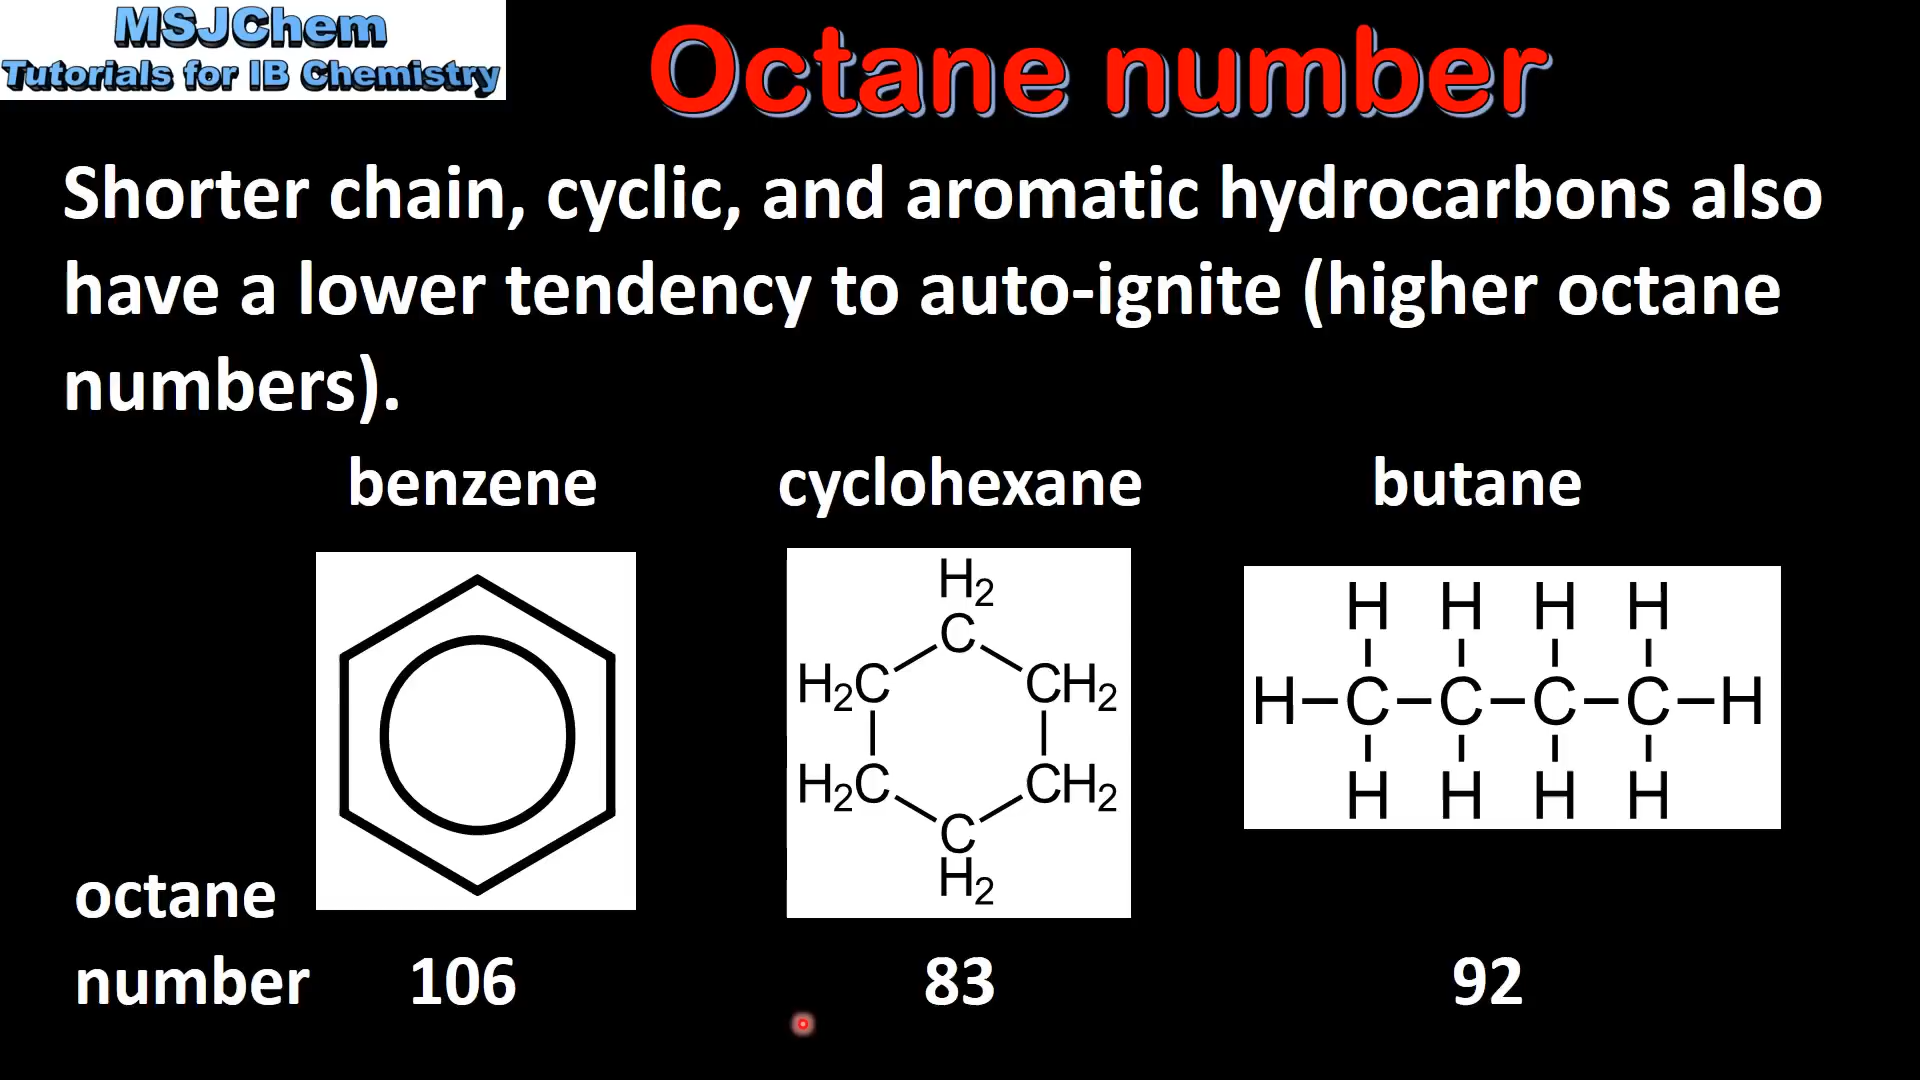 MSJChem
Tutorials for IB Chemistry
Octane number
Shorter chain, cyclic, and aromatic hydrocarbons also
have a lower tendency to auto-ignite (higher octane
numbers).
benzene cyclohexane butane
H2
C
H2C CH2
H2C CH2
C
H2
H H H H
H-C-C-C-C-H
H H H H
octane
number 106 83 92